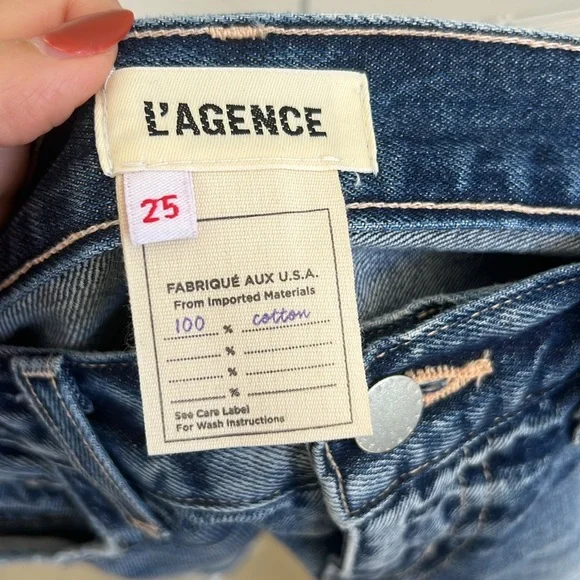 L'AGENCE
25
FABRIQUÉ AUX U.S.A.
From Imported Materials
100 % cotton
%
%
%
See Care Label
For Wash Instructions